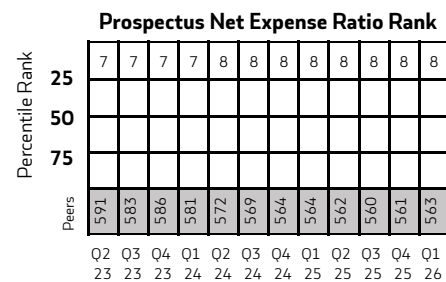 Prospectus Net Expense Ratio Rank
7 7 7 7 8 8 8 8 8 8 8 8
Percentile Rank
25
50
75
Peers
591 583 586 581 572 569 564 564 562 560 561 563
Q2 Q3 Q4 Q1 Q2 Q3 Q4 Q1 Q2 Q3 Q4 Q1
23 23 23 24 24 24 24 25 25 25 25 26